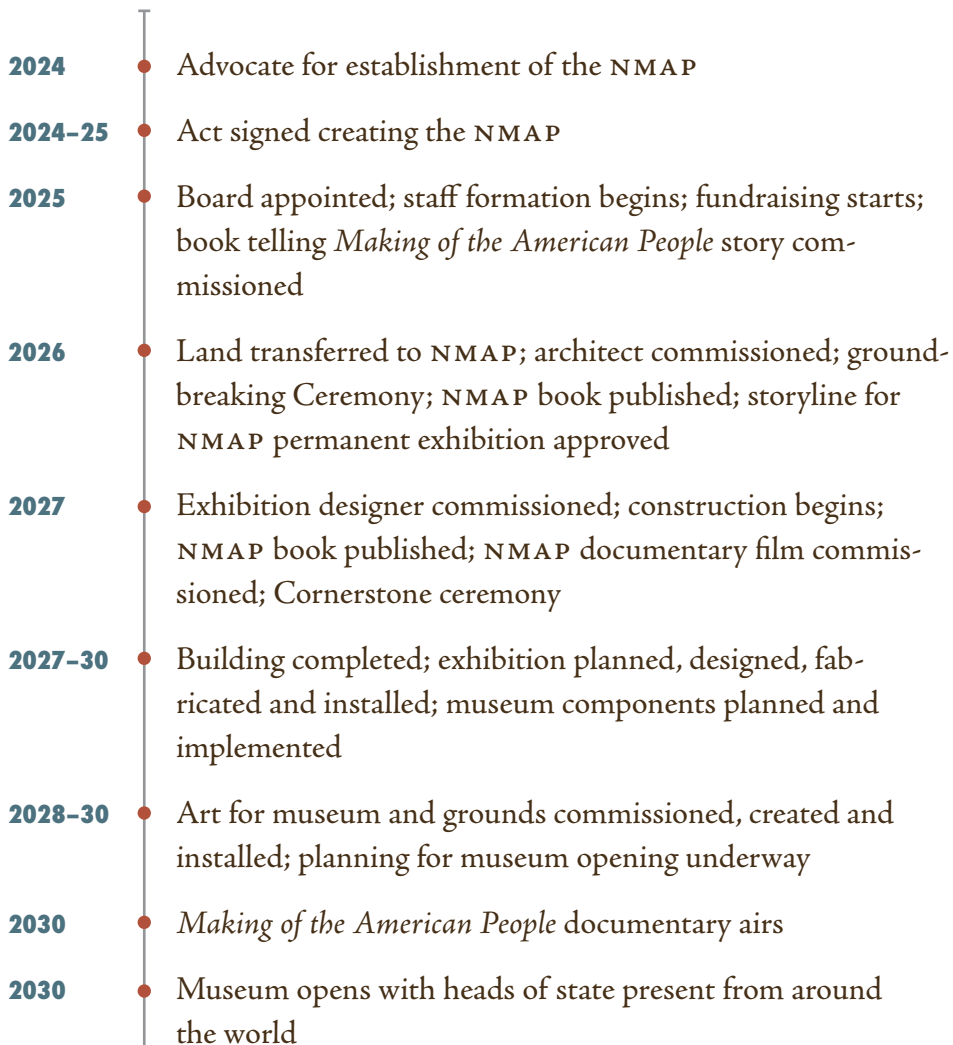 2024 Advocate for establishment of the NMAP
2024–25 Act signed creating the NMAP
2025 Board appointed; staff formation begins; fundraising starts;
book telling Making of the American People story com-
missioned
2026 Land transferred to NMAP; architect commissioned; ground-
breaking Ceremony; NMAP book published; storyline for
NMAP permanent exhibition approved
2027 Exhibition designer commissioned; construction begins;
NMAP book published; NMAP documentary film commis-
sioned; Cornerstone ceremony
2027–30 Building completed; exhibition planned, designed, fab-
ricated and installed; museum components planned and
implemented
2028–30 Art for museum and grounds commissioned, created and
installed; planning for museum opening underway
2030 Making of the American People documentary airs
2030 Museum opens with heads of state present from around
the world